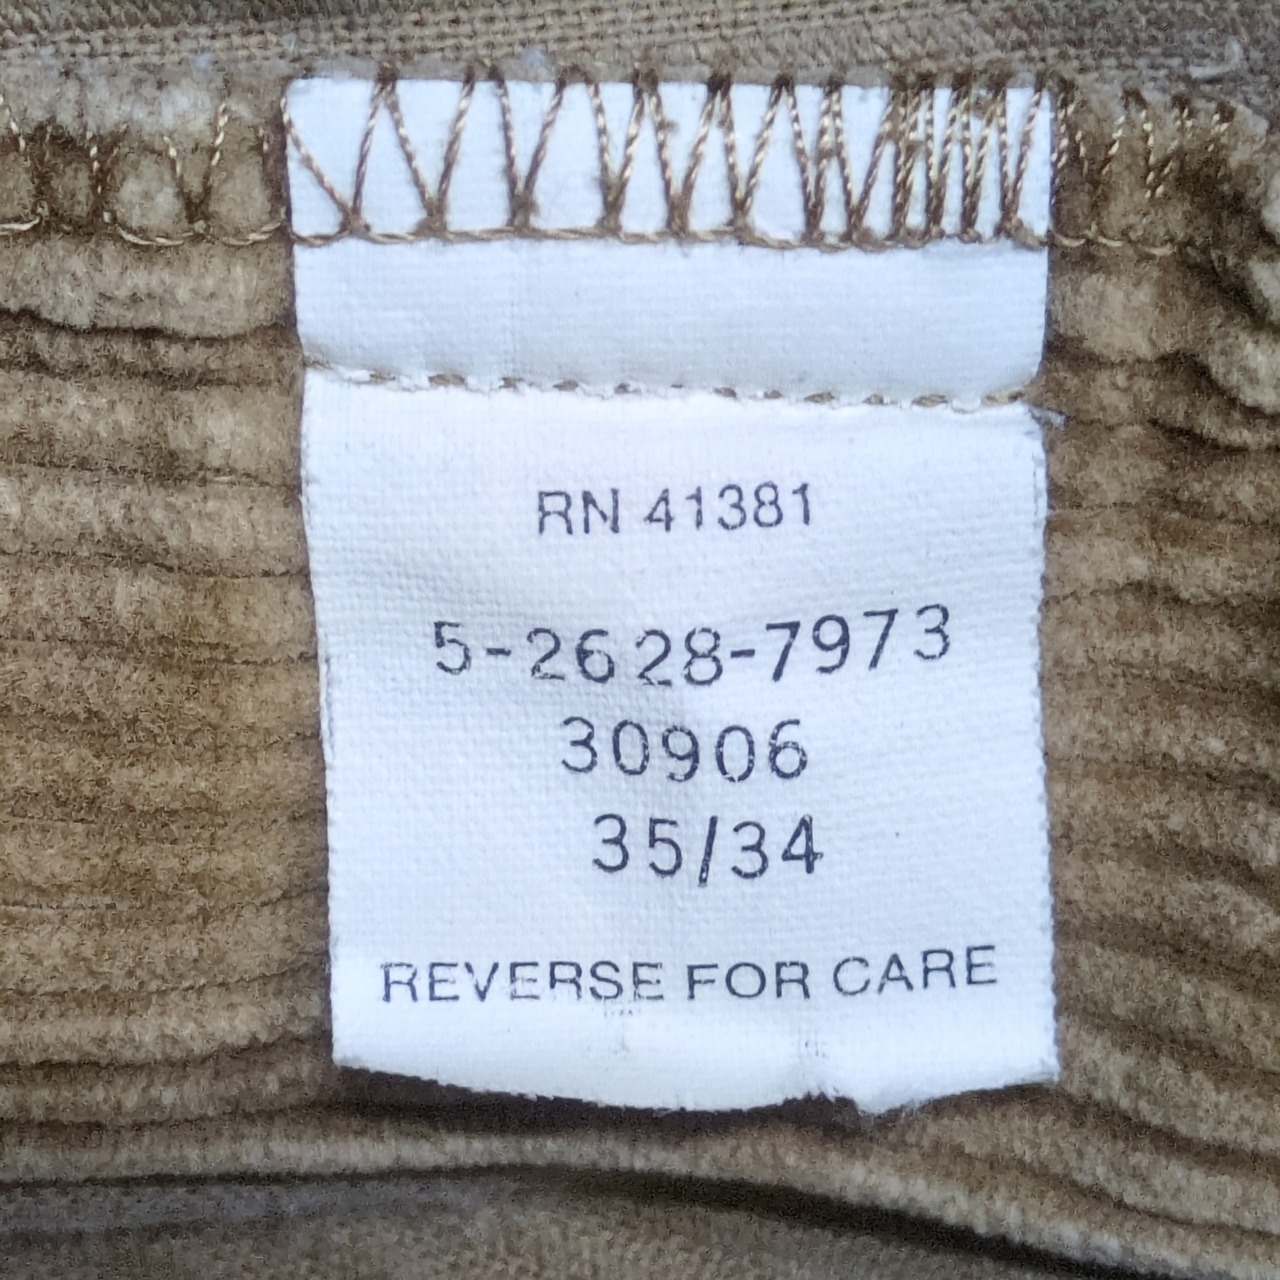 RN 41381
5-2628-7973
30906
35/34
REVERSE FOR CARE